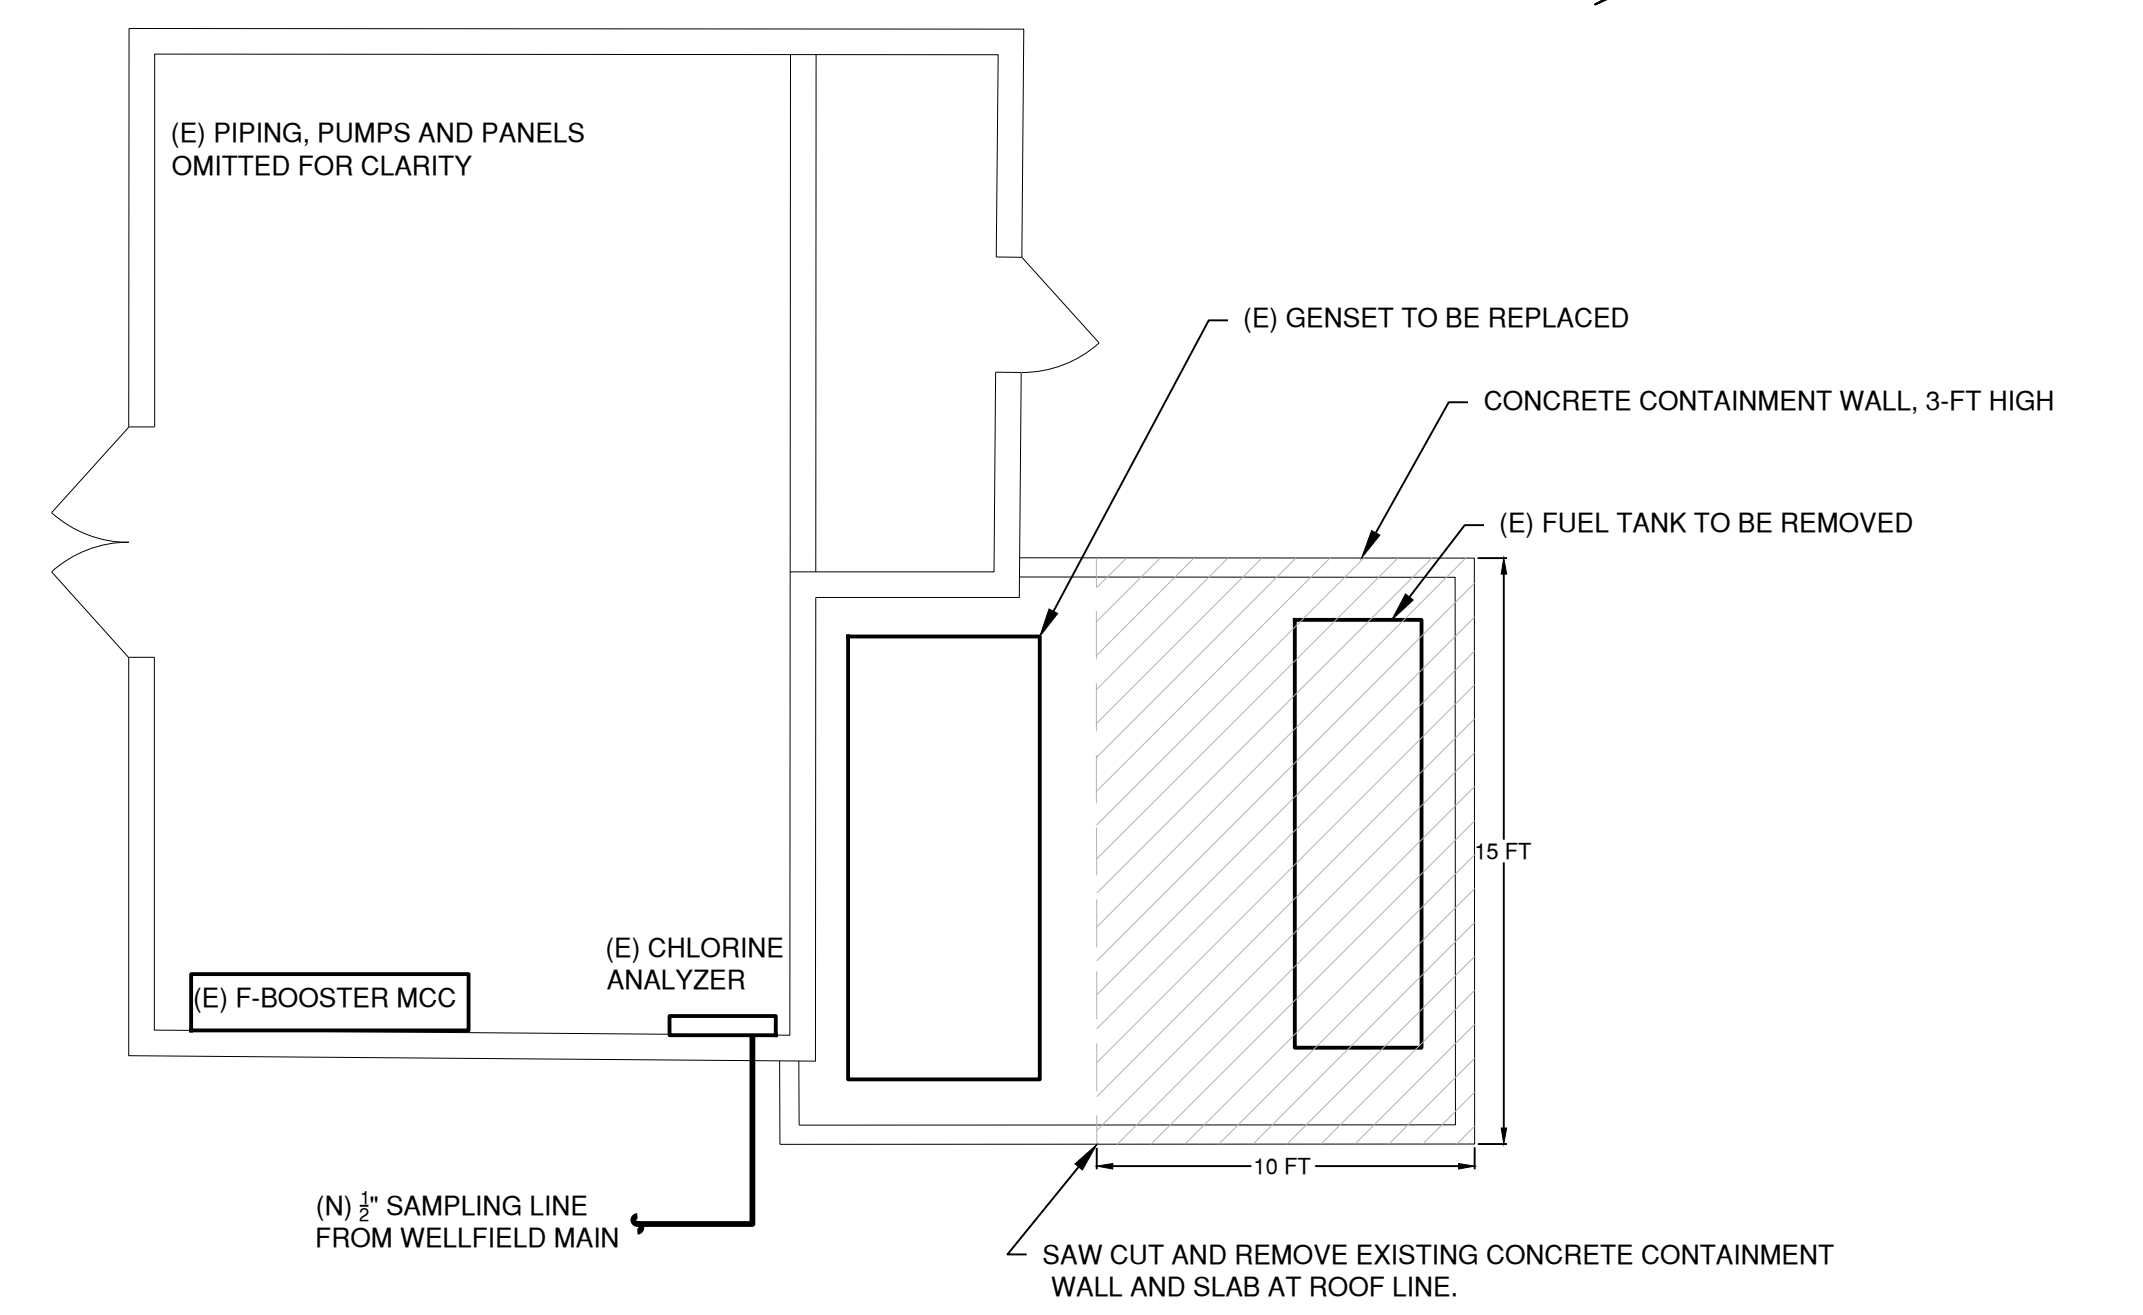 (E) PIPING, PUMPS AND PANELS
OMITTED FOR CLARITY
(E) GENSET TO BE REPLACED
CONCRETE CONTAINMENT WALL, 3-FT HIGH
(E) FUEL TANK TO BE REMOVED
15 FT
(E) CHLORINE
ANALYZER
(E) F-BOOSTER MCC
10 FT
(N) ½" SAMPLING LINE
FROM WELLFIELD MAIN
SAW CUT AND REMOVE EXISTING CONCRETE CONTAINMENT
WALL AND SLAB AT ROOF LINE.